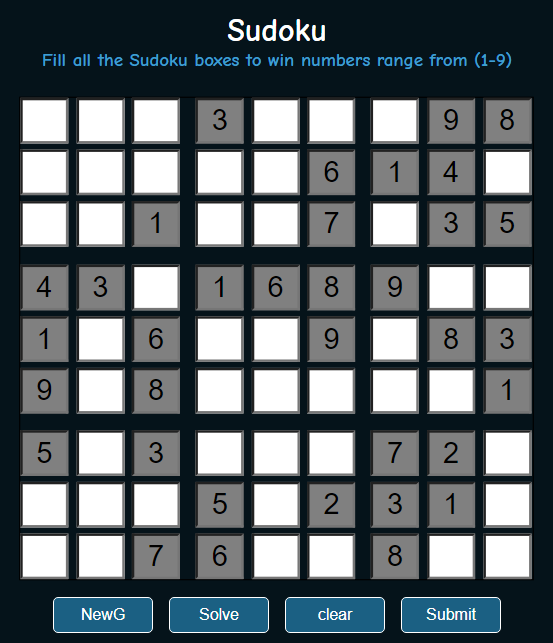 Sudoku
Fill all the Sudoku boxes to win numbers range from (1-9)
3 9 8
6 1 4
1 7 3 5
4 3 1 6 8 9
1 6 9 8 3
9 8 1
5 3 7 2
5 2 3 1
7 6 8
NewG Solve clear Submit